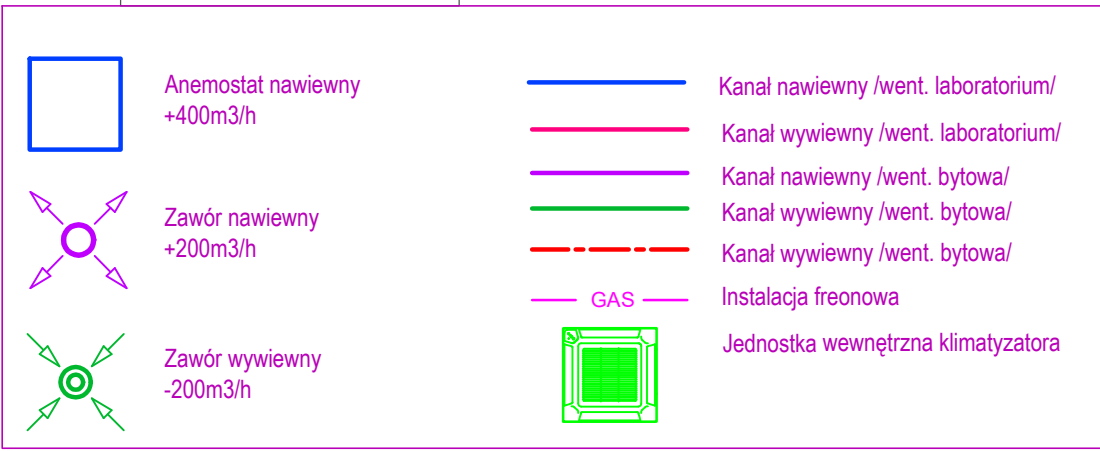 Anemostat nawiewny
+400m3/h
Zawór nawiewny
+200m3/h
Zawór wywiewny
-200m3/h
Kanał nawiewny /went. laboratorium/
Kanał wywiewny /went. laboratorium/
Kanał nawiewny /went. bytowa/
Kanał wywiewny /went. bytowa/
Kanał wywiewny /went. bytowa/
GAS Instalacja freonowa
Jednostka wewnętrzna klimatyzatora